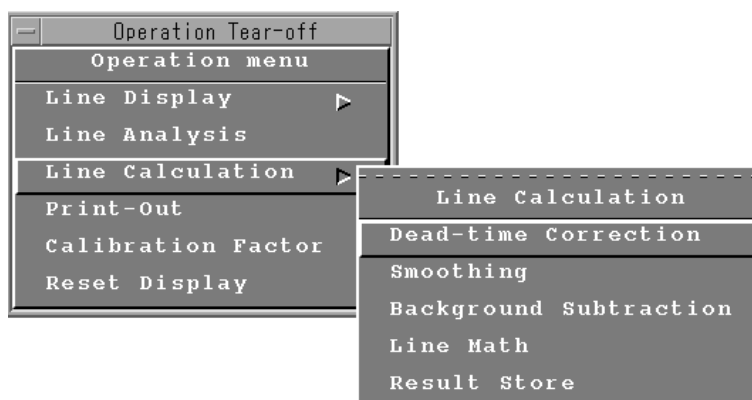 Operation Tear-off
Operation menu
Line Display
Line Analysis
Line Calculation
Print-Out
Calibration Factor
Reset Display
Line Calculation
Dead-time Correction
Smoothing
Background Subtraction
Line Math
Result Store